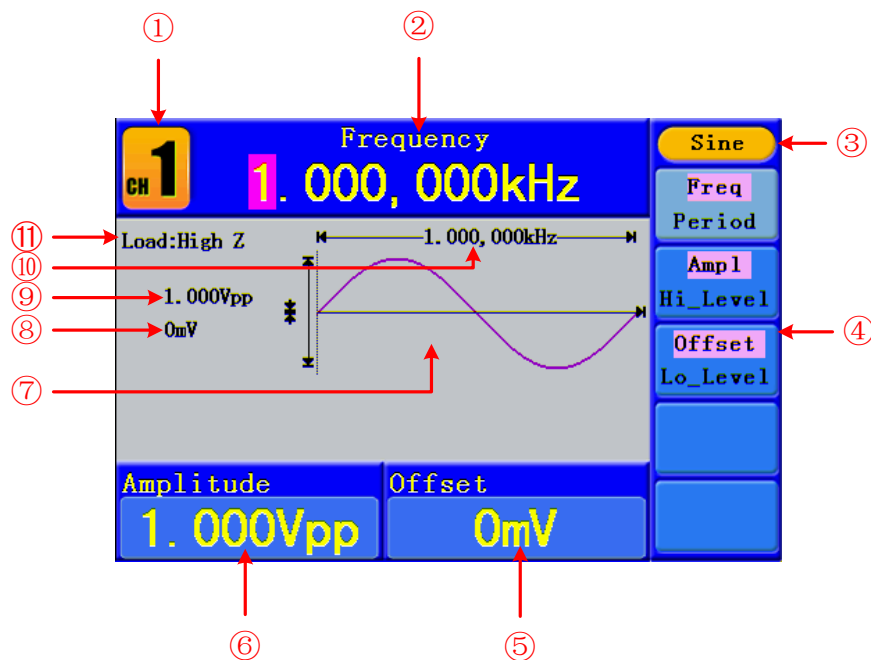 ① ②
Frequency
CH 1
1.000,000kHz
Sine
③
Freq
Period
⑪
Load:High Z
1.000,000kHz
⑩
Ampl
Hi_Level
⑨
1.000Vpp
⑧
0mV
④
Offset
Lo_Level
⑦
Amplitude
Offset
1.000Vpp
0mV
⑥ ⑤